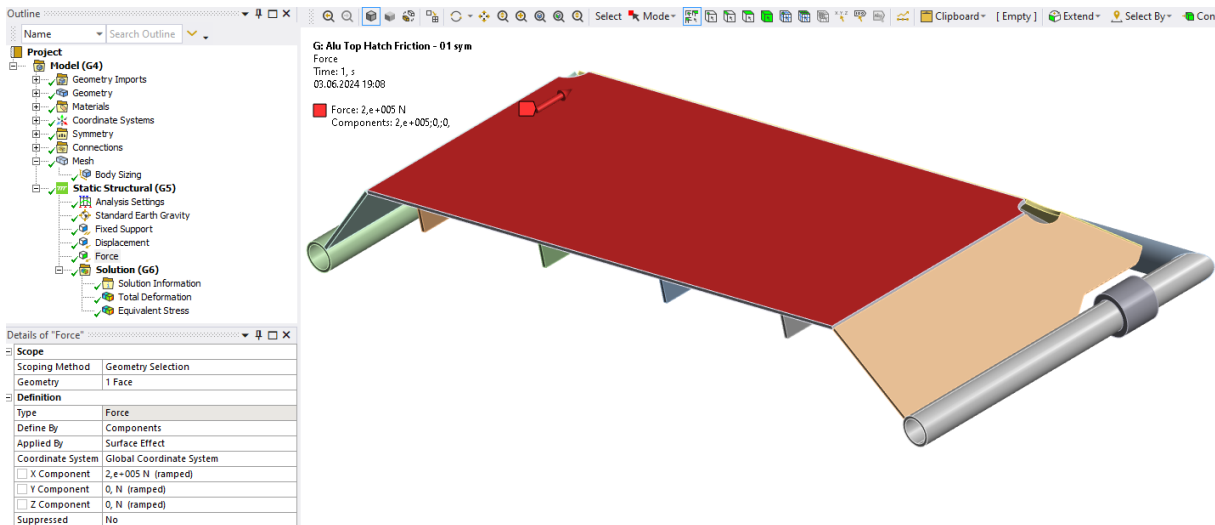 Outline
Name
Search Outline
Project
Model (G4)
Geometry Imports
Geometry
Materials
Coordinate Systems
Symmetry
Connections
Mesh
Body Sizing
Static Structural (G5)
Analysis Settings
Standard Earth Gravity
Fixed Support
Displacement
Force
Solution (G6)
Solution Information
Total Deformation
Equivalent Stress
Details of "Force"
Scope
Scoping Method Geometry Selection
Geometry 1 Face
Definition
Type Force
Define By Components
Applied By Surface Effect
Coordinate System Global Coordinate System
X Component 2,e+005 N (ramped)
Y Component 0, N (ramped)
Z Component 0, N (ramped)
Suppressed No
Select Mode Clipboard [ Empty ] Extend Select By Con
G: Alu Top Hatch Friction - 01 sym
Force
Time: 1, s
03.06.2024 19:08
Force: 2,e+005 N
Components: 2,e+005;0,;0,